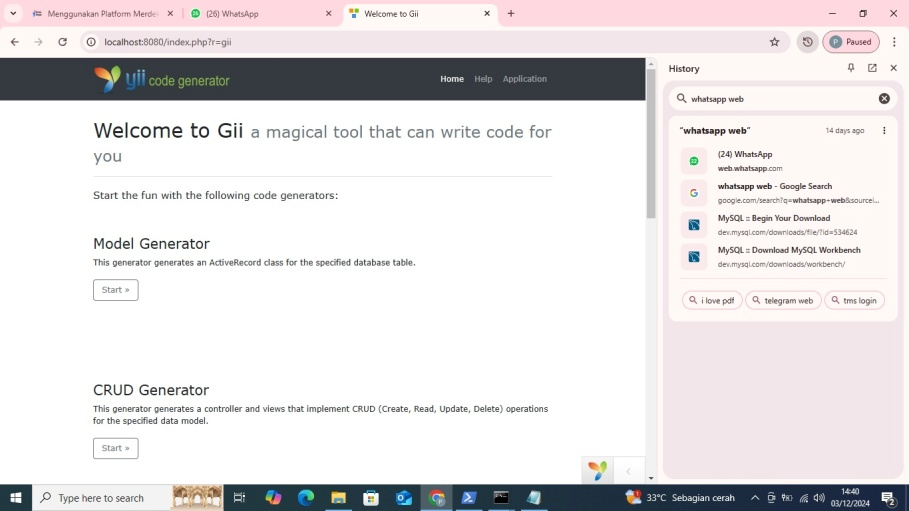 Menggunakan Platform Merdel
(26) WhatsApp
Welcome to Gii
localhost:8080/index.php?r=gii
P Paused
yii code generator
Home Help Application
Welcome to Gii a magical tool that can write code for
you
Start the fun with the following code generators:
Model Generator
This generator generates an ActiveRecord class for the specified database table.
Start »
CRUD Generator
This generator generates a controller and views that implement CRUD (Create, Read, Update, Delete) operations
for the specified data model.
Start »
History
whatsapp web
"whatsapp web" 14 days ago
(24) WhatsApp
web.whatsapp.com
whatsapp web - Google Search
google.com/search?q=whatsapp+web&sourcei...
MySQL :: Begin Your Download
dev.mysql.com/downloads/file/?id=534624
MySQL :: Download MySQL Workbench
dev.mysql.com/downloads/workbench/
i love pdf telegram web tms login
Type here to search
33°C Sebagian cerah
14:40
03/12/2024
2